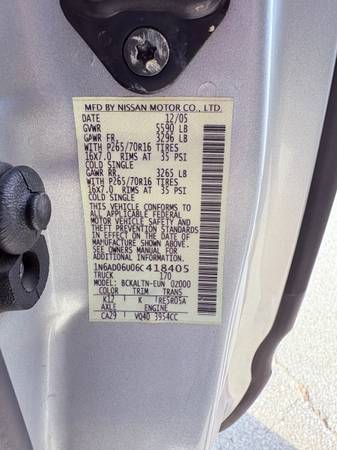 MFD BY NISSAN MOTOR CO., LTD.
DATE 12/05
GVWR 5590 LB
GAWR FR. 3296 LB
WITH P265/70R16 TIRES
16X7.0 RIMS AT 35 PSI
COLD SINGLE
GAWR RR 3265 LB
WITH P265/70R16 TIRES
16X7.0 RIMS AT 35 PSI
COLD SINGLE
THIS VEHICLE CONFORMS TO
ALL APPLICABLE FEDERAL
MOTOR VEHICLE SAFETY AND
THEFT PREVENTION STANDARDS
IN EFFECT ON THE DATE OF
MANUFACTURE SHOWN ABOVE
SEE OWNER'S MANUAL FOR
ADDITIONAL INFORMATION
1N6AD06U06C418405
TRUCK 170
MODEL: BCKALTN-EUN 02000
COLOR TRIM TRANS
K12 K RE5R05A
AXLE ENGINE
CA29 VQ40 3954CC